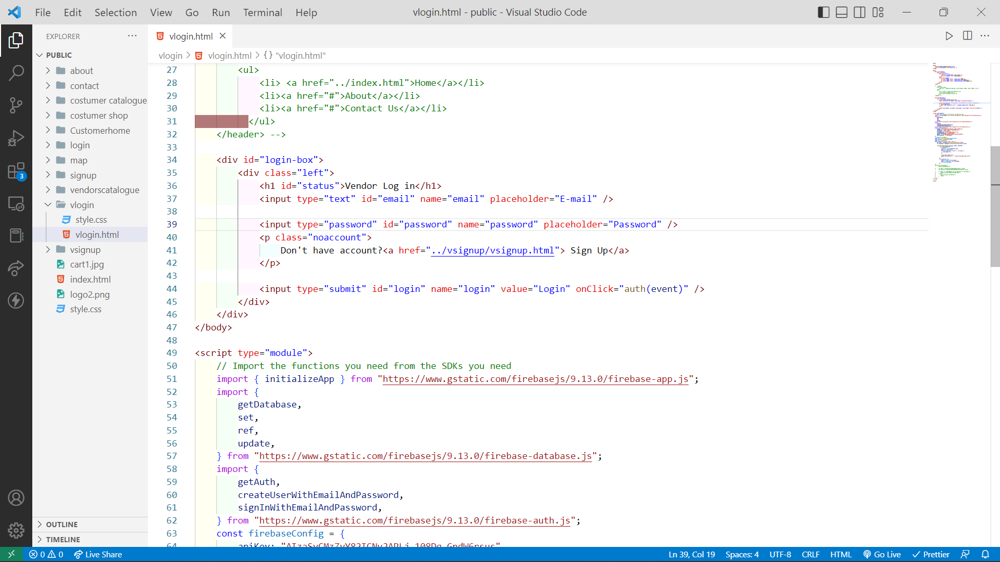 File Edit Selection View Go Run Terminal Help
vlogin.html - public - Visual Studio Code
EXPLORER
PUBLIC
about
contact
costumer catalogue
costumer shop
Customerhome
login
map
signup
vendorscatalogue
vlogin
style.css
vlogin.html
vsignup
cart1.jpg
index.html
logo2.png
style.css
OUTLINE
TIMELINE
3
vlogin.html
vlogin > vlogin.html > {} "vlogin.html"
27 <ul>
28 <li> <a href="../index.html">Home</a></li>
29 <li><a href="#">About</a></li>
30 <li><a href="#">Contact Us</a></li>
31 </ul>
32 </header> -->
33
34 <div id="login-box">
35 <div class="left">
36 <h1 id="status">Vendor Log in</h1>
37 <input type="text" id="email" name="email" placeholder="E-mail" />
38
39 <input type="password" id="password" name="password" placeholder="Password" />
40 <p class="noaccount">
41 Don't have account?<a href="../vsignup/vsignup.html"> Sign Up</a>
42 </p>
43
44 <input type="submit" id="login" name="login" value="Login" onClick="auth(event)" />
45 </div>
46 </div>
47 </body>
48
49 <script type="module">
50 // Import the functions you need from the SDKs you need
51 import { initializeApp } from "https://www.gstatic.com/firebasejs/9.13.0/firebase-app.js";
52 import {
53 getDatabase,
54 set,
55 ref,
56 update,
57 } from "https://www.gstatic.com/firebasejs/9.13.0/firebase-database.js";
58 import {
59 getAuth,
60 createUserWithEmailAndPassword,
61 signInWithEmailAndPassword,
62 } from "https://www.gstatic.com/firebasejs/9.13.0/firebase-auth.js";
63 const firebaseConfig = {
64 apiKey:
0 0 Live Share
Ln 39, Col 19 Spaces: 4 UTF-8 CRLF HTML Go Live Prettier